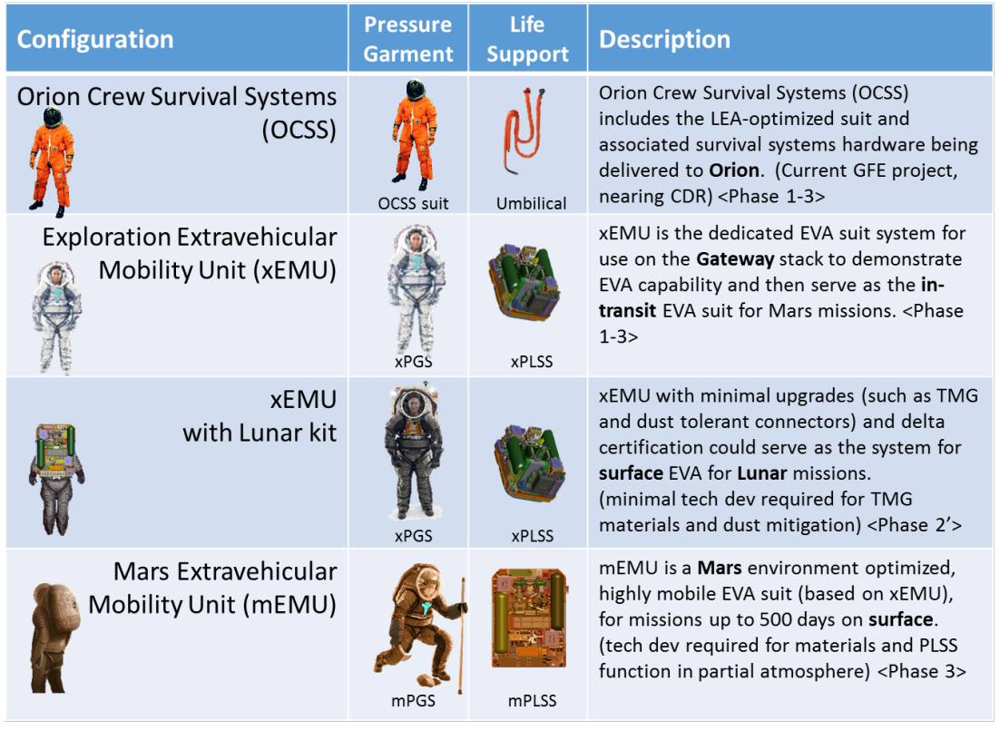 Configuration
Pressure
Garment
Life
Support
Description
Orion Crew Survival Systems
(OCSS)
OCSS suit
Umbilical
Orion Crew Survival Systems (OCSS)
includes the LEA-optimized suit and
associated survival systems hardware being
delivered to Orion. (Current GFE project,
nearing CDR) <Phase 1-3>
Exploration Extravehicular
Mobility Unit (xEMU)
xPGS
xPLSS
xEMU is the dedicated EVA suit system for
use on the Gateway stack to demonstrate
EVA capability and then serve as the in-
transit EVA suit for Mars missions. <Phase
1-3>
xEMU
with Lunar kit
xPGS
xPLSS
xEMU with minimal upgrades (such as TMG
and dust tolerant connectors) and delta
certification could serve as the system for
surface EVA for Lunar missions.
(minimal tech dev required for TMG
materials and dust mitigation) <Phase 2’>
Mars Extravehicular
Mobility Unit (mEMU)
mPGS
mPLSS
mEMU is a Mars environment optimized,
highly mobile EVA suit (based on xEMU),
for missions up to 500 days on surface.
(tech dev required for materials and PLSS
function in partial atmosphere) <Phase 3>